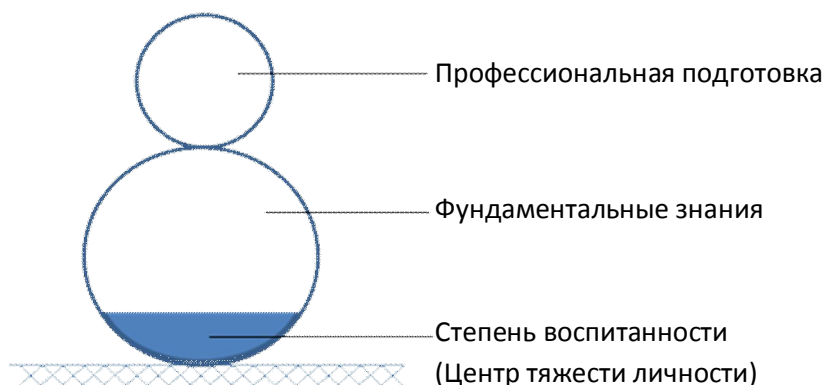 Профессиональная подготовка
Фундаментальные знания
Степень воспитанности
(Центр тяжести личности)